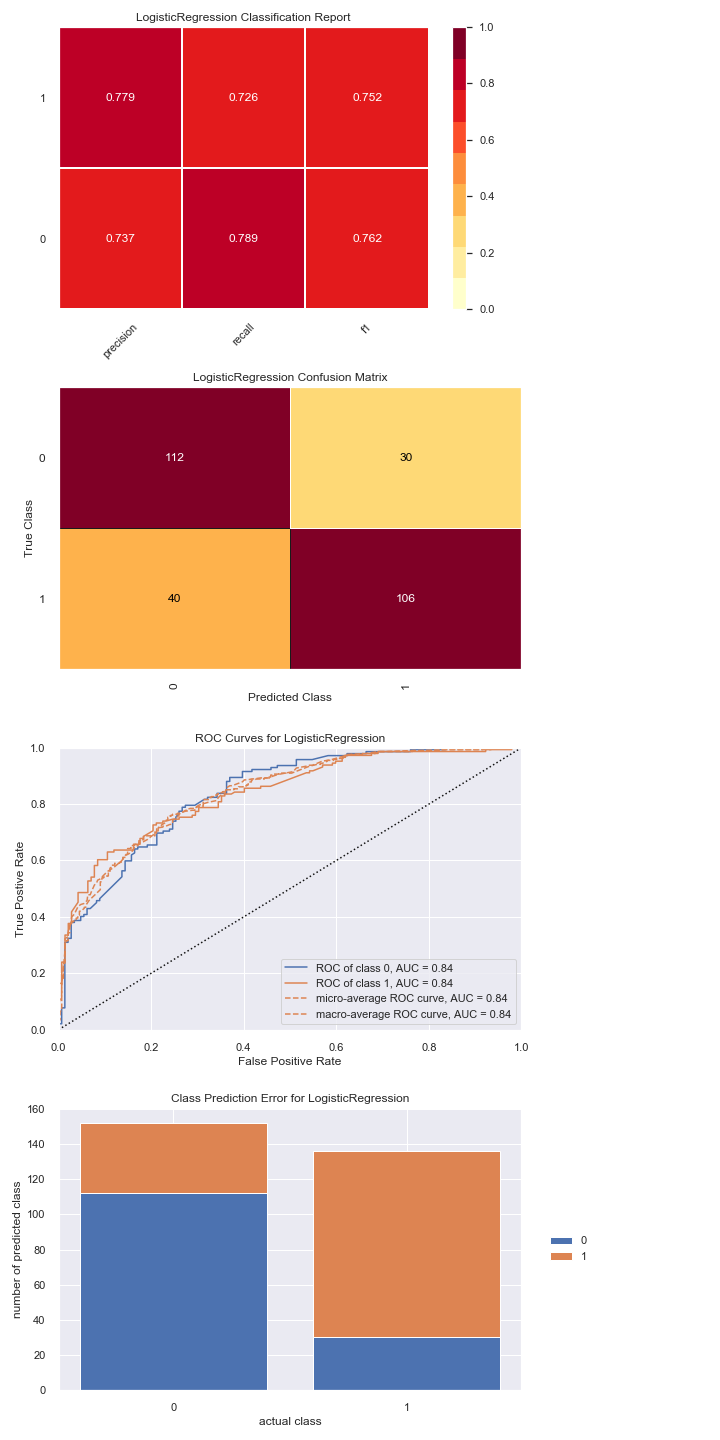 LogisticRegression Classification Report
1.0
1 0.779 0.726 0.752
0.8
0.6
0.4
0 0.737 0.789 0.762
0.2
0.0
precision recall f1
LogisticRegression Confusion Matrix
0 112 30
True Class
1 40 106
0 1
Predicted Class
ROC Curves for LogisticRegression
1.0
0.8
0.6
True Postive Rate
0.4
0.2
0.0
ROC of class 0, AUC = 0.84
ROC of class 1, AUC = 0.84
micro-average ROC curve, AUC = 0.84
macro-average ROC curve, AUC = 0.84
0.0 0.2 0.4 0.6 0.8 1.0
False Positive Rate
Class Prediction Error for LogisticRegression
160
140
120
100
80
60
40
20
0
number of predicted class
0
1
0 1
actual class